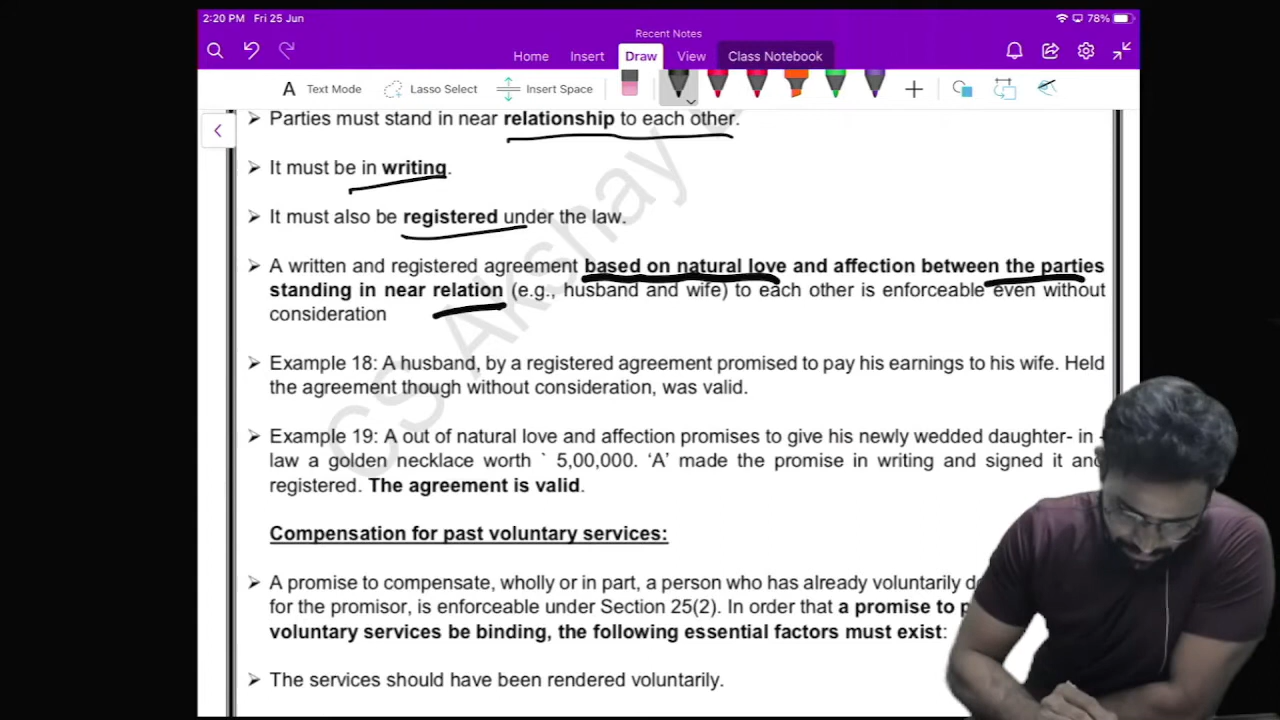 2:20 PM Fri 25 Jun
78%
Recent Notes
Home Insert Draw View Class Notebook
A Text Mode Lasso Select Insert Space
Parties must stand in near relationship to each other.
It must be in writing.
It must also be registered under the law.
A written and registered agreement based on natural love and affection between the parties
standing in near relation (e.g., husband and wife) to each other is enforceable even without
consideration
Example 18: A husband, by a registered agreement promised to pay his earnings to his wife. Held
the agreement though without consideration, was valid.
Example 19: A out of natural love and affection promises to give his newly wedded daughter- in -
law a golden necklace worth ` 5,00,000. ‘A’ made the promise in writing and signed it and
registered. The agreement is valid.
Compensation for past voluntary services:
A promise to compensate, wholly or in part, a person who has already voluntarily
for the promisor, is enforceable under Section 25(2). In order that a promise to
voluntary services be binding, the following essential factors must exist:
The services should have been rendered voluntarily.
CS Akshay